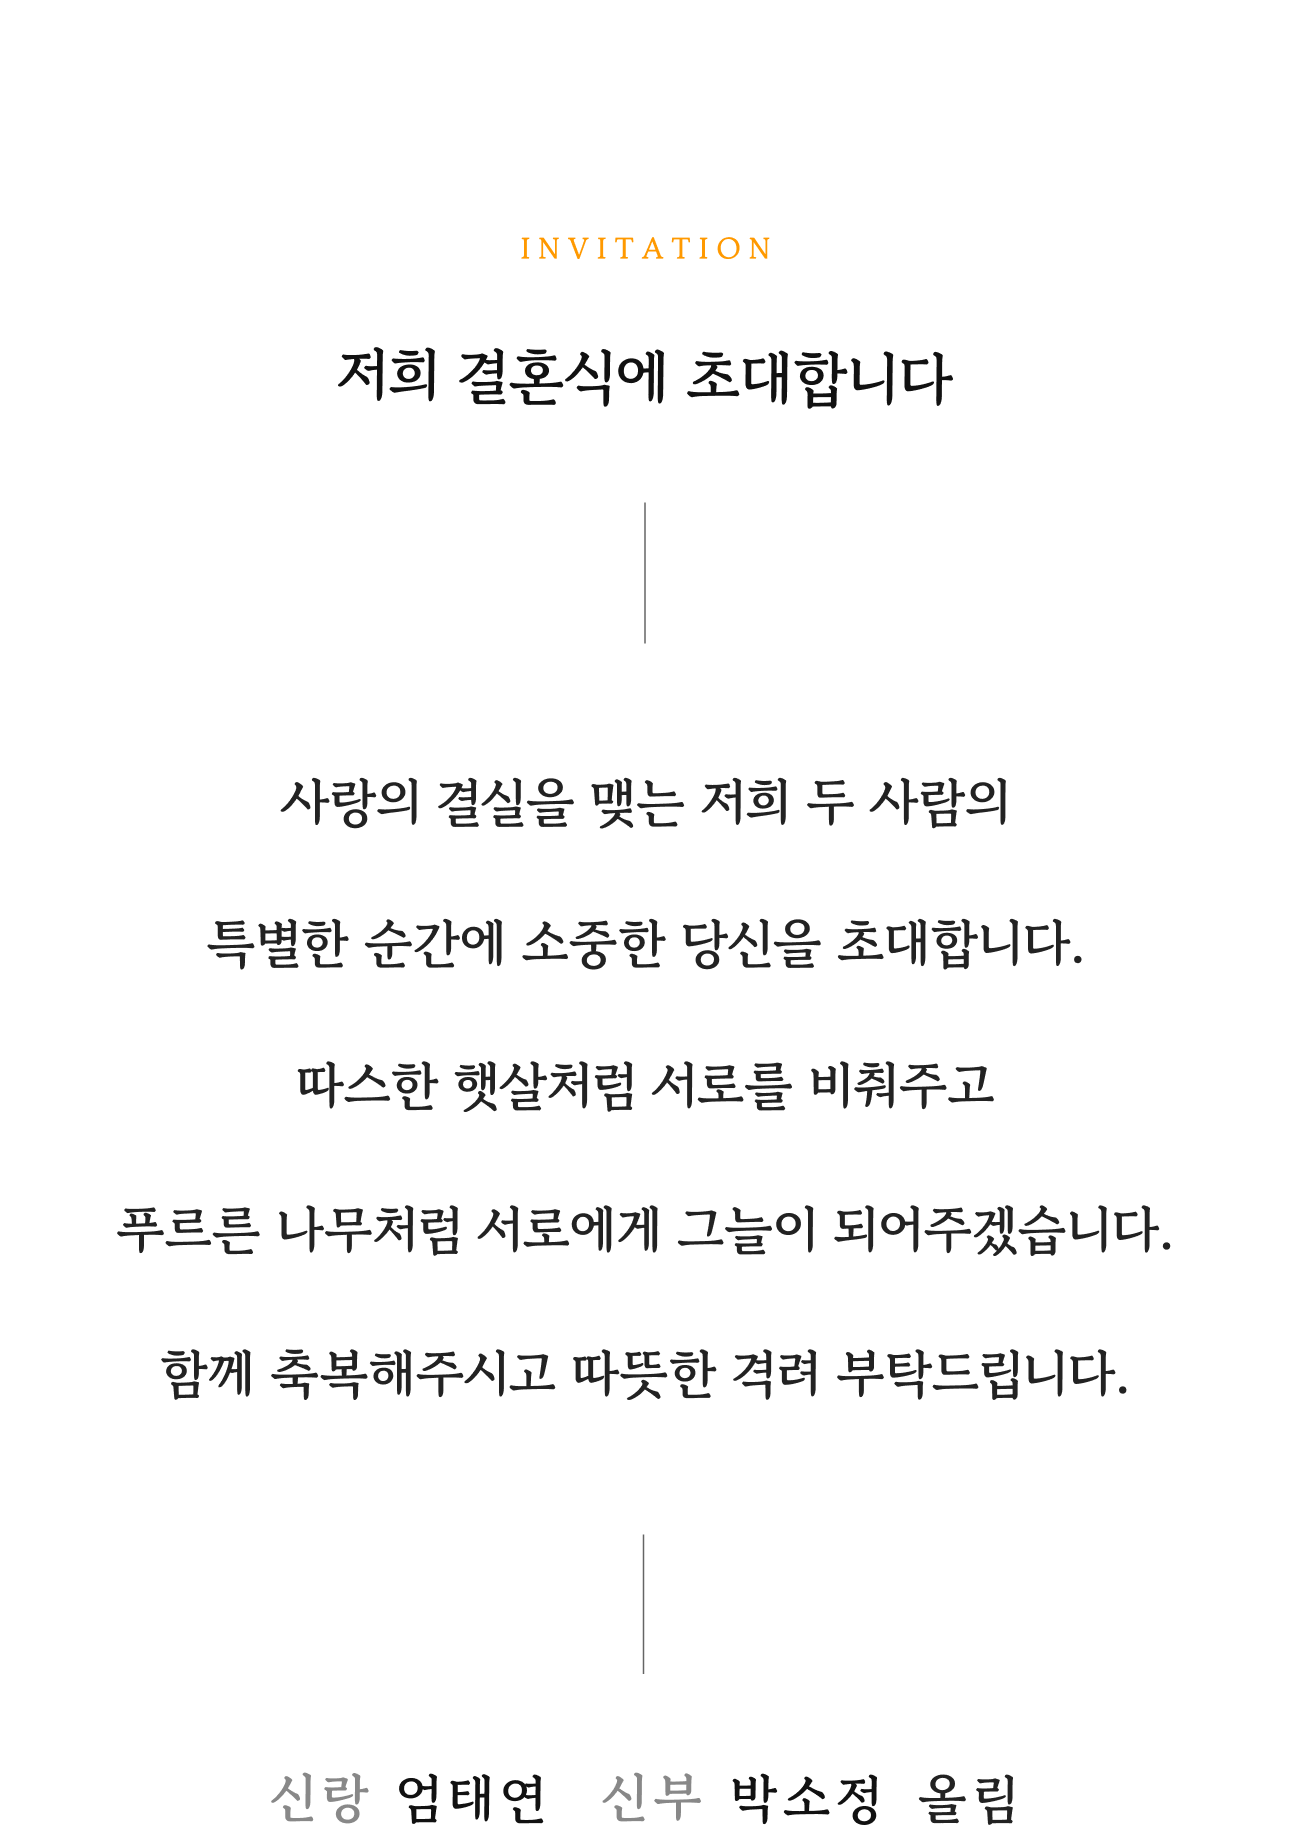 INVITATION
저희 결혼식에 초대합니다
사랑의 결실을 맺는 저희 두 사람의
특별한 순간에 소중한 당신을 초대합니다.
따스한 햇살처럼 서로를 비춰주고
푸르른 나무처럼 서로에게 그늘이 되어주겠습니다.
함께 축복해주시고 따뜻한 격려 부탁드립니다.
신랑 엄태연 신부 박소정 올림